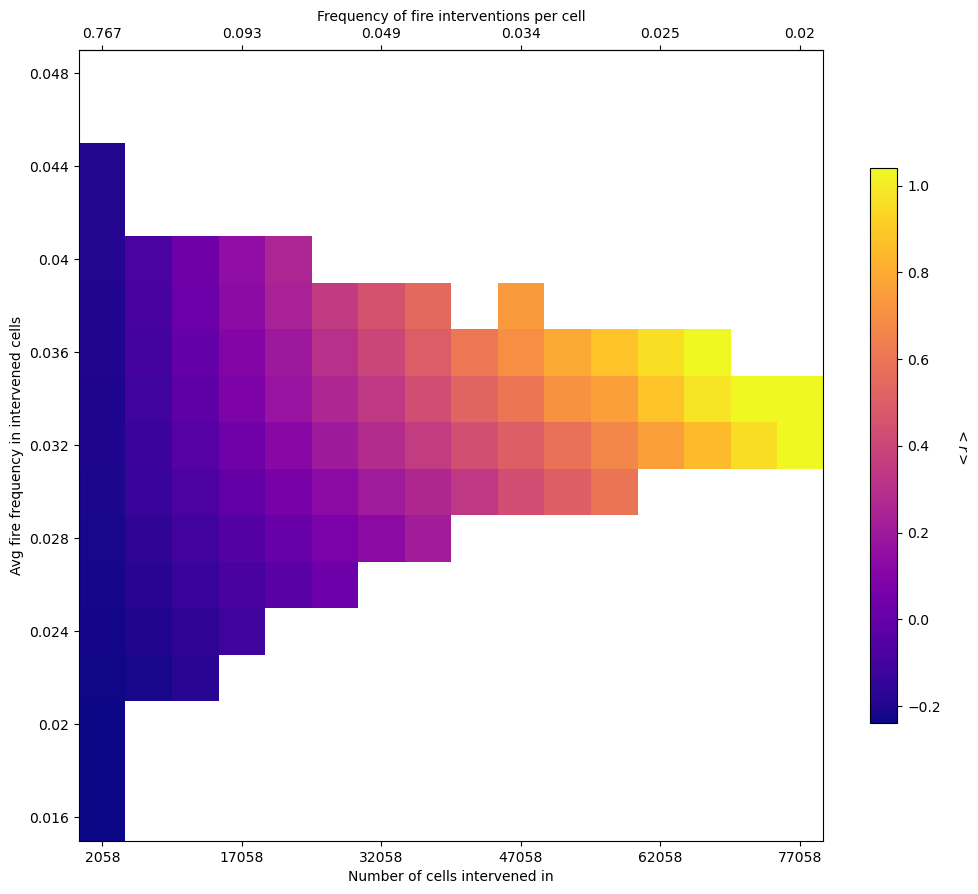 Frequency of fire interventions per cell
0.767 0.093 0.049 0.034 0.025 0.02
Avg fire frequency in intervened cells
0.048
0.044
0.04
0.036
0.032
0.028
0.024
0.02
0.016
2058 17058 32058 47058 62058 77058
Number of cells intervened in
1.0
0.8
0.6
0.4
0.2
0.0
−0.2
< r >